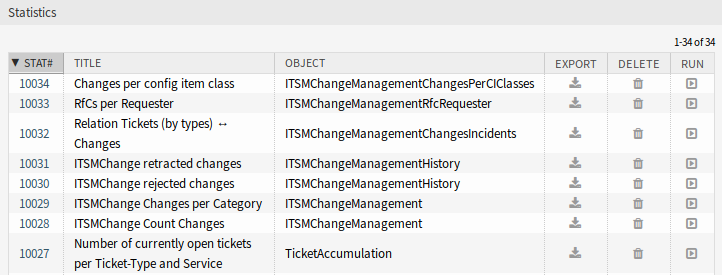 Statistics
1-34 of 34
▼ STAT# TITLE OBJECT EXPORT DELETE RUN
10034 Changes per config item class ITSMChangeManagementChangesPerCIClasses
10033 RfCs per Requester ITSMChangeManagementRfcRequester
10032 Relation Tickets (by types) ↔ Changes ITSMChangeManagementChangesIncidents
10031 ITSMChange retracted changes ITSMChangeManagementHistory
10030 ITSMChange rejected changes ITSMChangeManagementHistory
10029 ITSMChange Changes per Category ITSMChangeManagement
10028 ITSMChange Count Changes ITSMChangeManagement
10027 Number of currently open tickets per Ticket-Type and Service TicketAccumulation